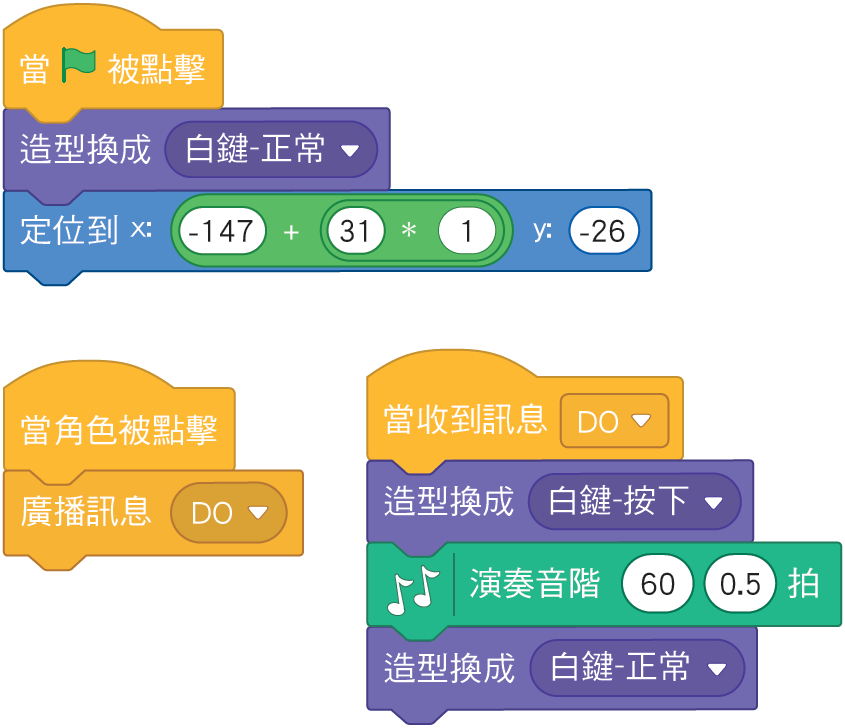 當 被點擊
造型換成 白鍵-正常
定位到 x: -147 + 31 * 1 y: -26
當角色被點擊
廣播訊息 DO
當收到訊息 DO
造型換成 白鍵-按下
演奏音階 60 0.5 拍
造型換成 白鍵-正常